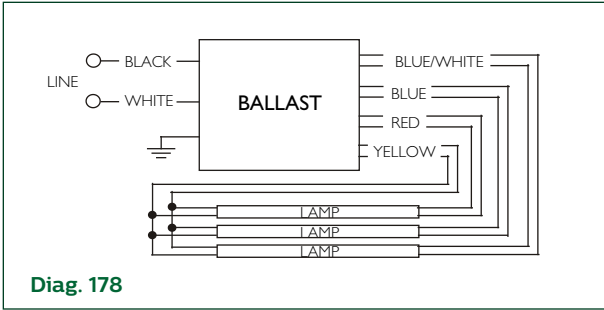 BLACK
BLUE/WHITE
LINE
WHITE
BALLAST
BLUE
RED
YELLOW
LAMP
LAMP
LAMP
Diag. 178